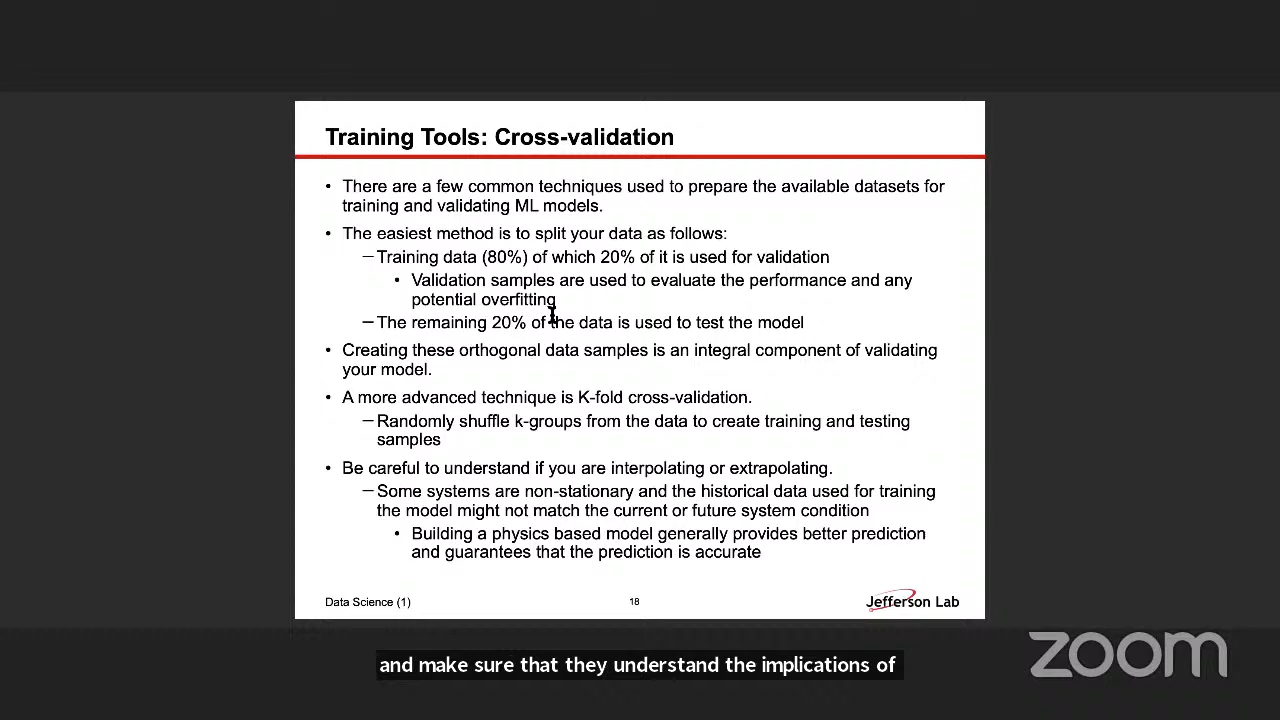 Training Tools: Cross-validation
• There are a few common techniques used to prepare the available datasets for
training and validating ML models.
• The easiest method is to split your data as follows:
– Training data (80%) of which 20% of it is used for validation
• Validation samples are used to evaluate the performance and any
potential overfitting
– The remaining 20% of the data is used to test the model
• Creating these orthogonal data samples is an integral component of validating
your model.
• A more advanced technique is K-fold cross-validation.
– Randomly shuffle k-groups from the data to create training and testing
samples
• Be careful to understand if you are interpolating or extrapolating.
– Some systems are non-stationary and the historical data used for training
the model might not match the current or future system condition
• Building a physics based model generally provides better prediction
and guarantees that the prediction is accurate
Data Science (1)
18
Jefferson Lab
and make sure that they understand the implications of
zoom